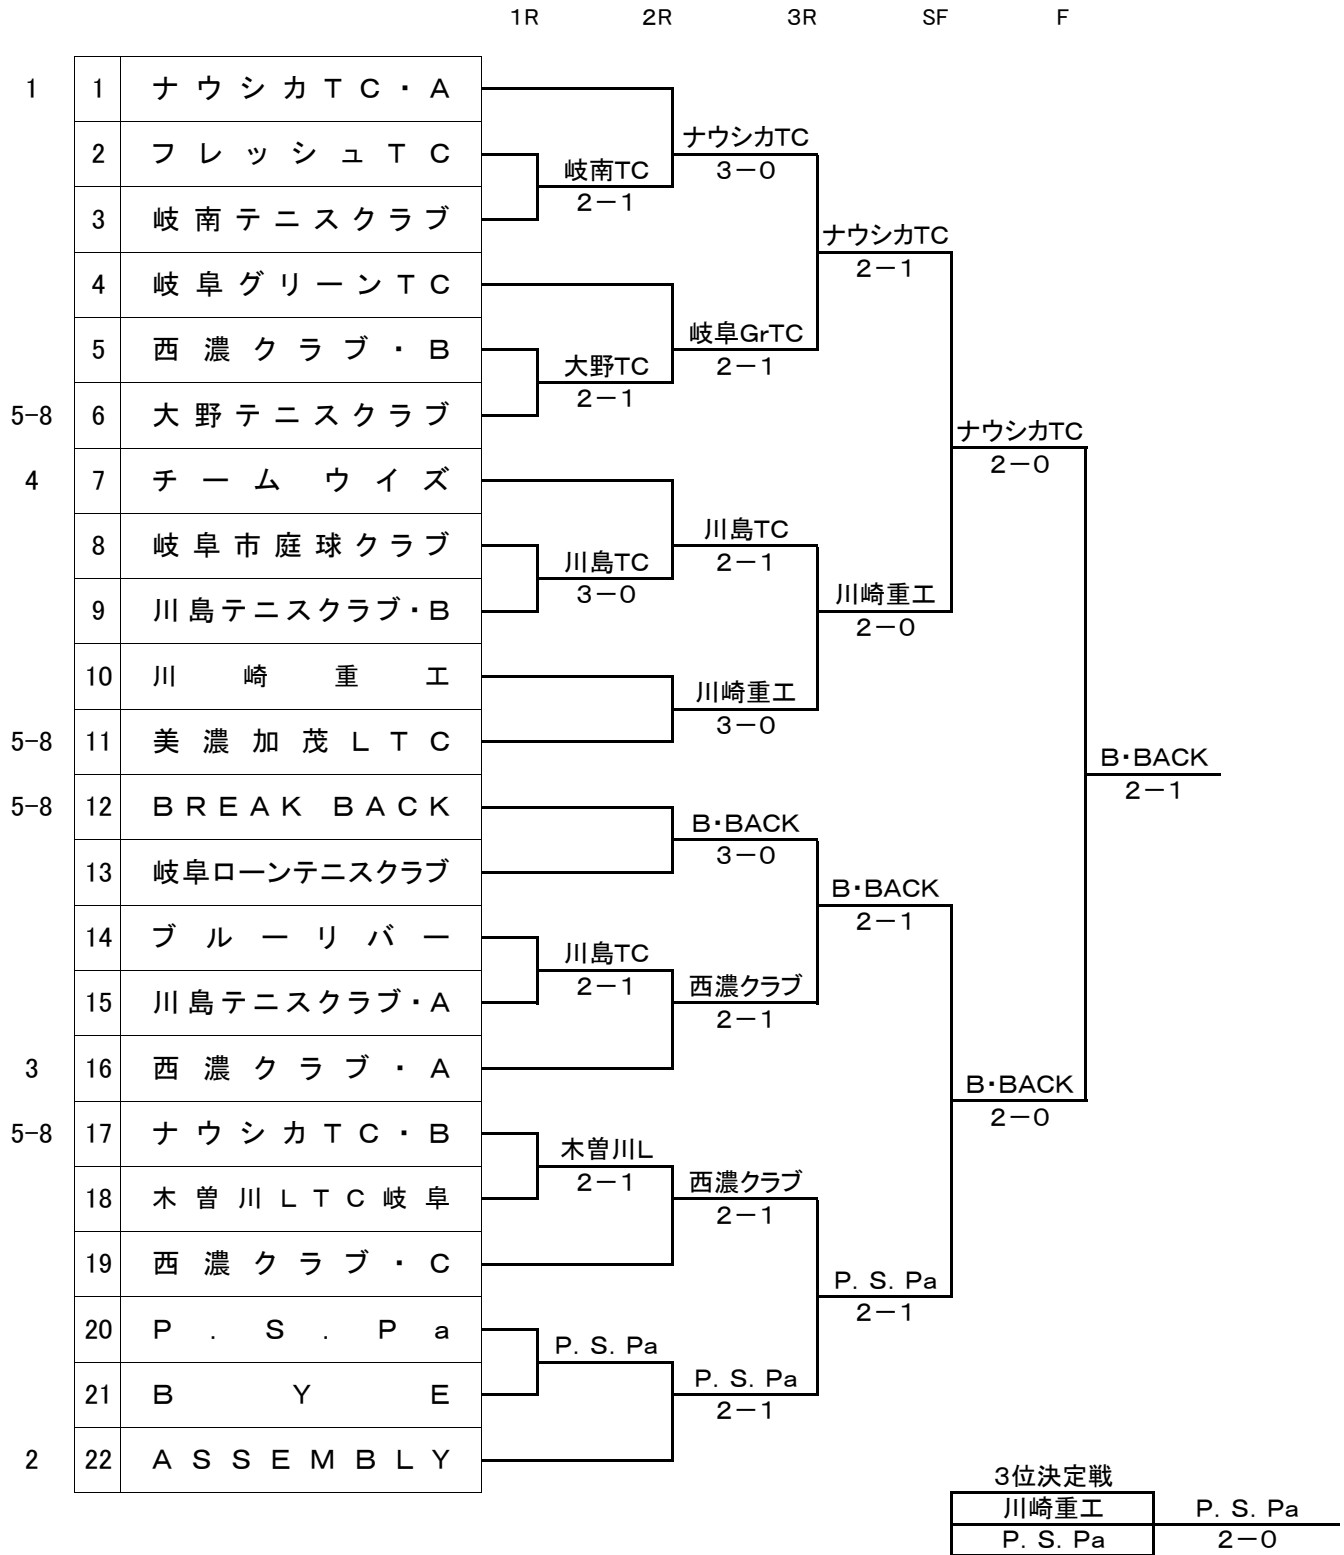 1R 2R 3R SF F
1 1 ナウシカTC・A
ナウシカTC
2 フレッシュTC
岐南TC 3－0
2－1
3 岐南テニスクラブ
ナウシカTC
2－1
4 岐阜グリーンTC
岐阜GrTC
5 西濃クラブ・B
大野TC 2－1
2－1
5-8 6 大野テニスクラブ
ナウシカTC
2－0
4 7 チームウイズ
川島TC
8 岐阜市庭球クラブ
川島TC 2－1
3－0 川崎重工
9 川島テニスクラブ・B
2－0
10 川崎重工
川崎重工
3－0
5-8 11 美濃加茂LTC
B・BACK
2－1
5-8 12 BREAK BACK
B・BACK
3－0
13 岐阜ローンテニスクラブ
B・BACK
2－1
14 ブルーリバー
川島TC
2－1 西濃クラブ
15 川島テニスクラブ・A
2－1
3 16 西濃クラブ・A
B・BACK
2－0
5-8 17 ナウシカTC・B
木曽川L
2－1 西濃クラブ
18 木曽川LTC岐阜
2－1
19 西濃クラブ・C
P.S.Pa
2－1
20 P.S.Pa
P.S.Pa
P.S.Pa
21 BYE
2－1
2 22 ASSEMBLY
3位決定戦
川崎重工 P.S.Pa
P.S.Pa 2－0